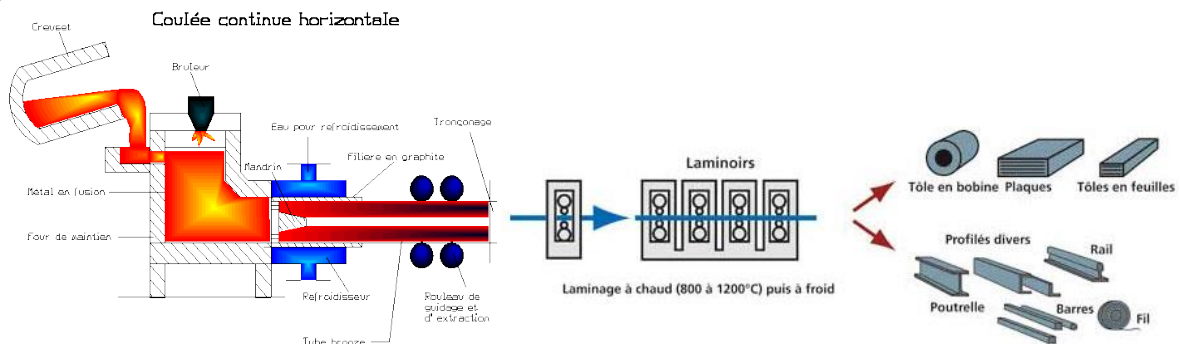 Coulée continue horizontale
Creuset
Bruleur
Eau pour refroidissement
Tronçonage
Filiere en graphite
Mandrin
Métal en fusion
Four de maintien
Refroidisseur
Rouleau de
guidage et
d'extraction
Tube bronze
Laminoirs
Laminage à chaud (800 à 1200°C) puis à froid
Tôle en bobine
Plaques
Tôles en feuilles
Profilés divers
Rail
Poutrelle
Barres
Fil